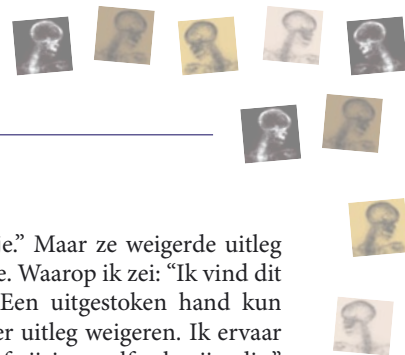 je.” Maar ze weigerde uitleg
e. Waarop ik zei: “Ik vind dit
Een uitgestoken hand kun
er uitleg weigeren. Ik ervaar